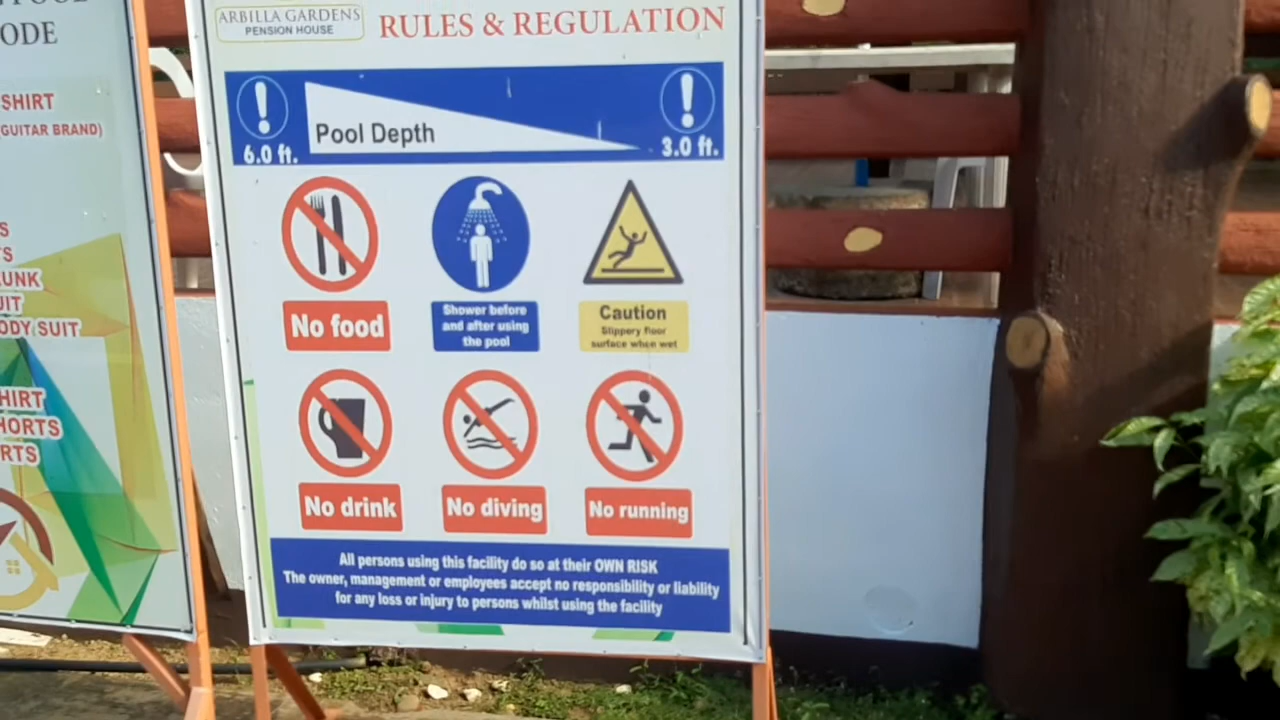 ODE
SHIRT
(GUITAR BRAND)
UIT
ODY SUIT
HIRT
HORTS
RTS
ARBILLA GARDENS
PENSION HOUSE
RULES & REGULATION
Pool Depth
6.0 ft.
3.0 ft.
No food
Shower before
and after using
the pool
Caution
Slippery floor
surface when wet
No drink
No diving
No running
All persons using this facility do so at their OWN RISK
The owner, management or employees accept no responsibility or liability
for any loss or injury to persons whilst using the facility